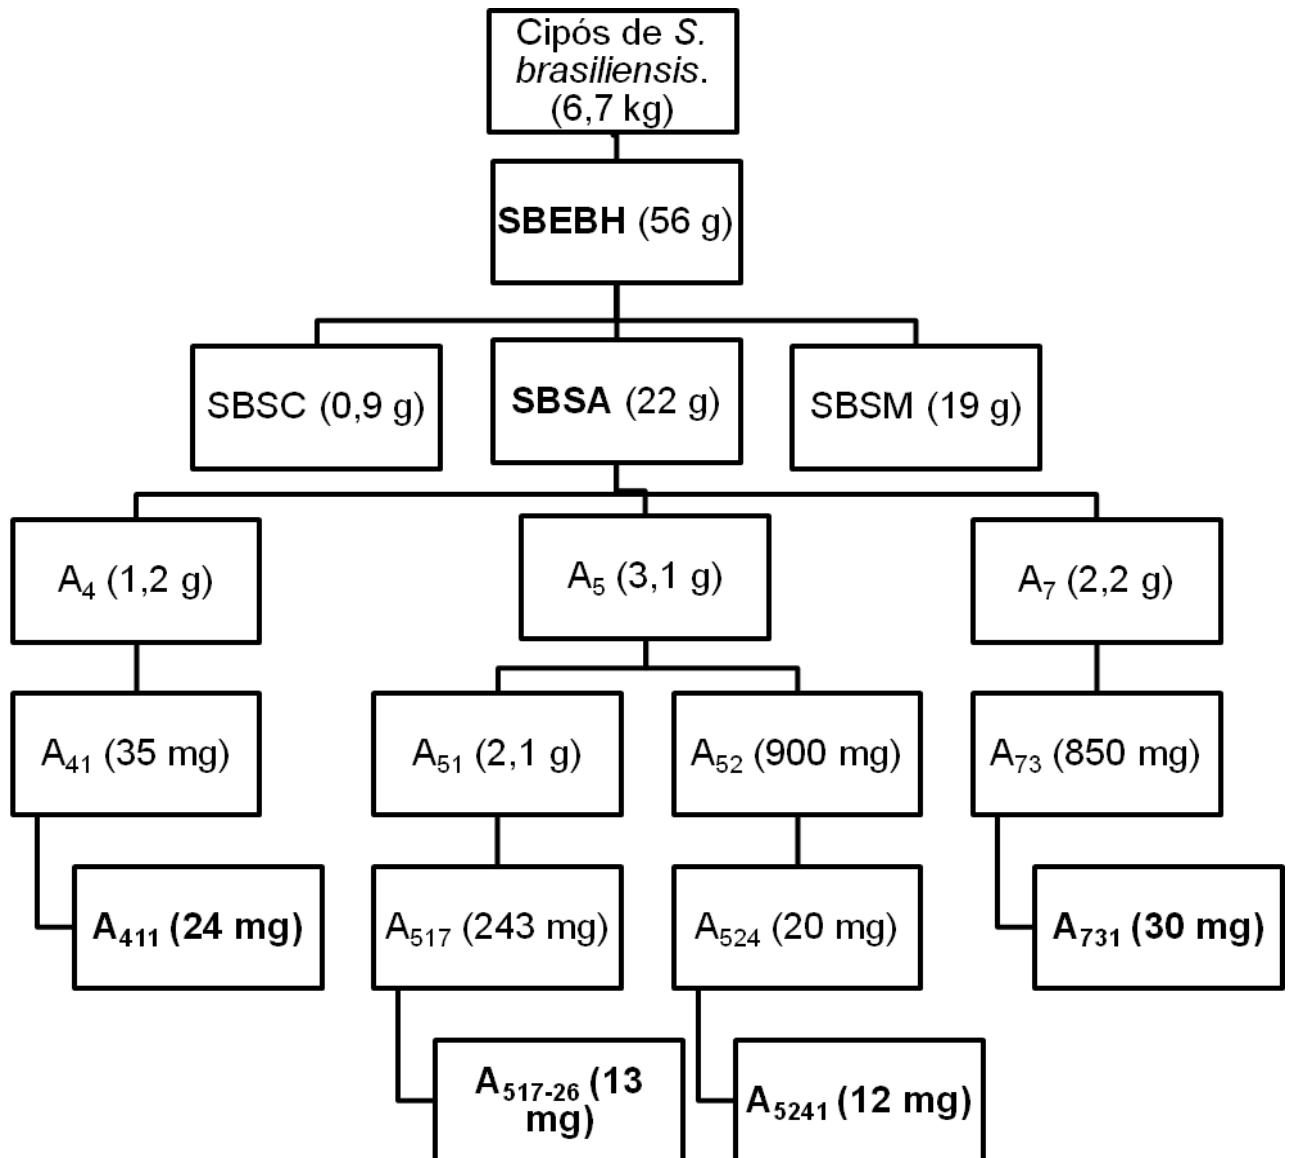 Cipós de S.
brasiliensis.
(6,7 kg)
SBEBH (56 g)
SBSC (0,9 g)
SBSA (22 g)
SBSM (19 g)
A4 (1,2 g)
A5 (3,1 g)
A7 (2,2 g)
A41 (35 mg)
A51 (2,1 g)
A52 (900 mg)
A73 (850 mg)
A411 (24 mg)
A517 (243 mg)
A524 (20 mg)
A731 (30 mg)
A517-26 (13
mg)
A5241 (12 mg)